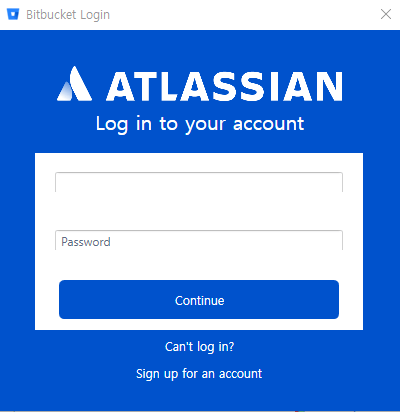 Bitbucket Login
ATLASSIAN
Log in to your account
Password
Continue
Can't log in?
Sign up for an account